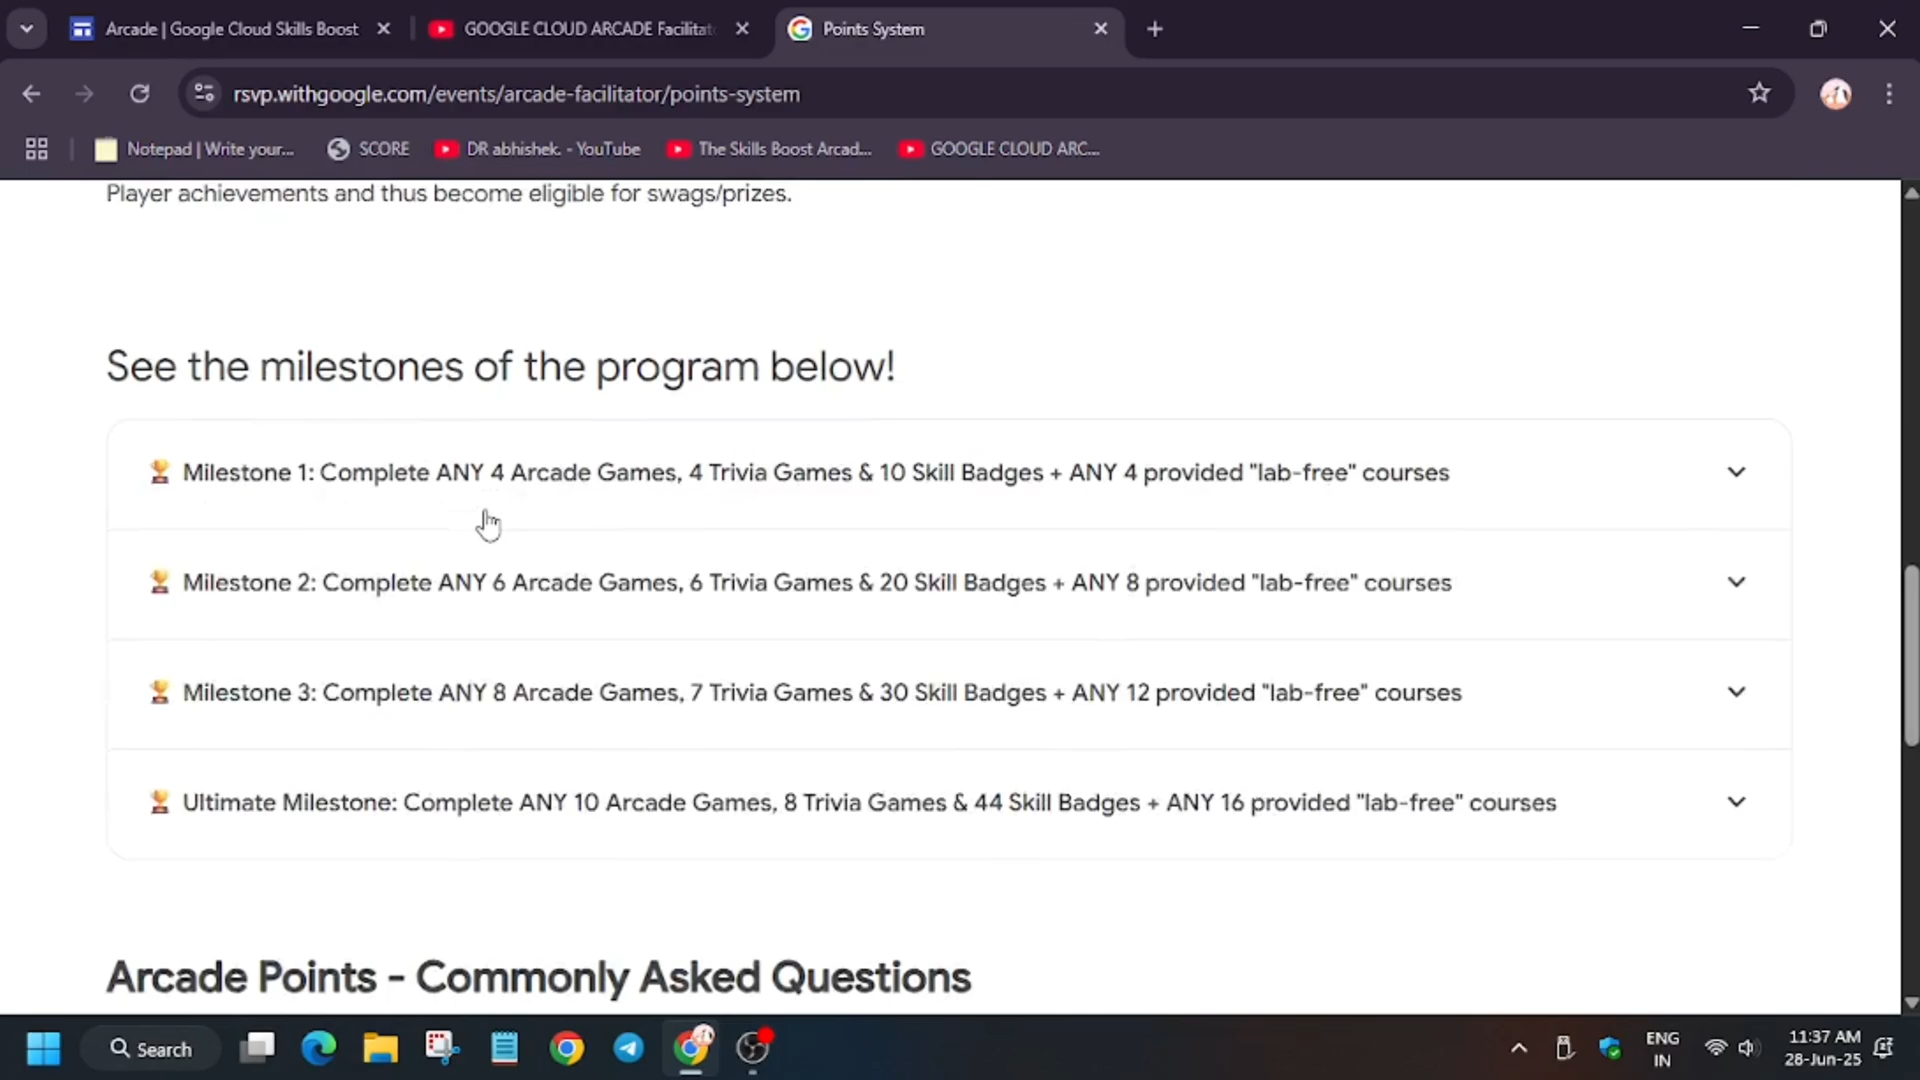 Arcade | Google Cloud Skills Boost
GOOGLE CLOUD ARCADE Facilitat
Points System
rsvp.withgoogle.com/events/arcade-facilitator/points-system
Notepad | Write your...
SCORE
DR abhishek. - YouTube
The Skills Boost Arcad...
GOOGLE CLOUD ARC...
Player achievements and thus become eligible for swags/prizes.
See the milestones of the program below!
Milestone 1: Complete ANY 4 Arcade Games, 4 Trivia Games & 10 Skill Badges + ANY 4 provided "lab-free" courses
Milestone 2: Complete ANY 6 Arcade Games, 6 Trivia Games & 20 Skill Badges + ANY 8 provided "lab-free" courses
Milestone 3: Complete ANY 8 Arcade Games, 7 Trivia Games & 30 Skill Badges + ANY 12 provided "lab-free" courses
Ultimate Milestone: Complete ANY 10 Arcade Games, 8 Trivia Games & 44 Skill Badges + ANY 16 provided "lab-free" courses
Arcade Points - Commonly Asked Questions
Search
ENG
IN
11:37 AM
28-Jun-25